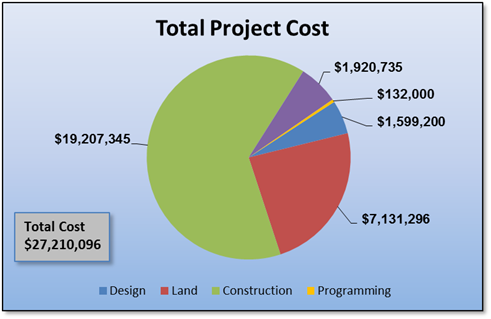 Total Project Cost
$1,920,735
$132,000
$1,599,200
$19,207,345
$7,131,296
Total Cost
$27,210,096
Design Land Construction Programming